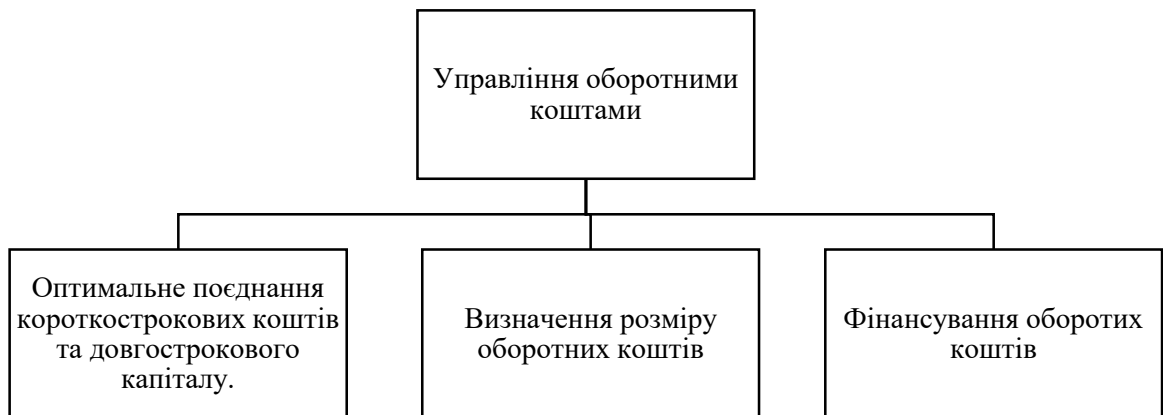 Управління оборотними
коштами
Оптимальне поєднання
короткострокових коштів
та довгострокового
капіталу.
Визначення розміру
оборотних коштів
Фінансування оборотих
коштів